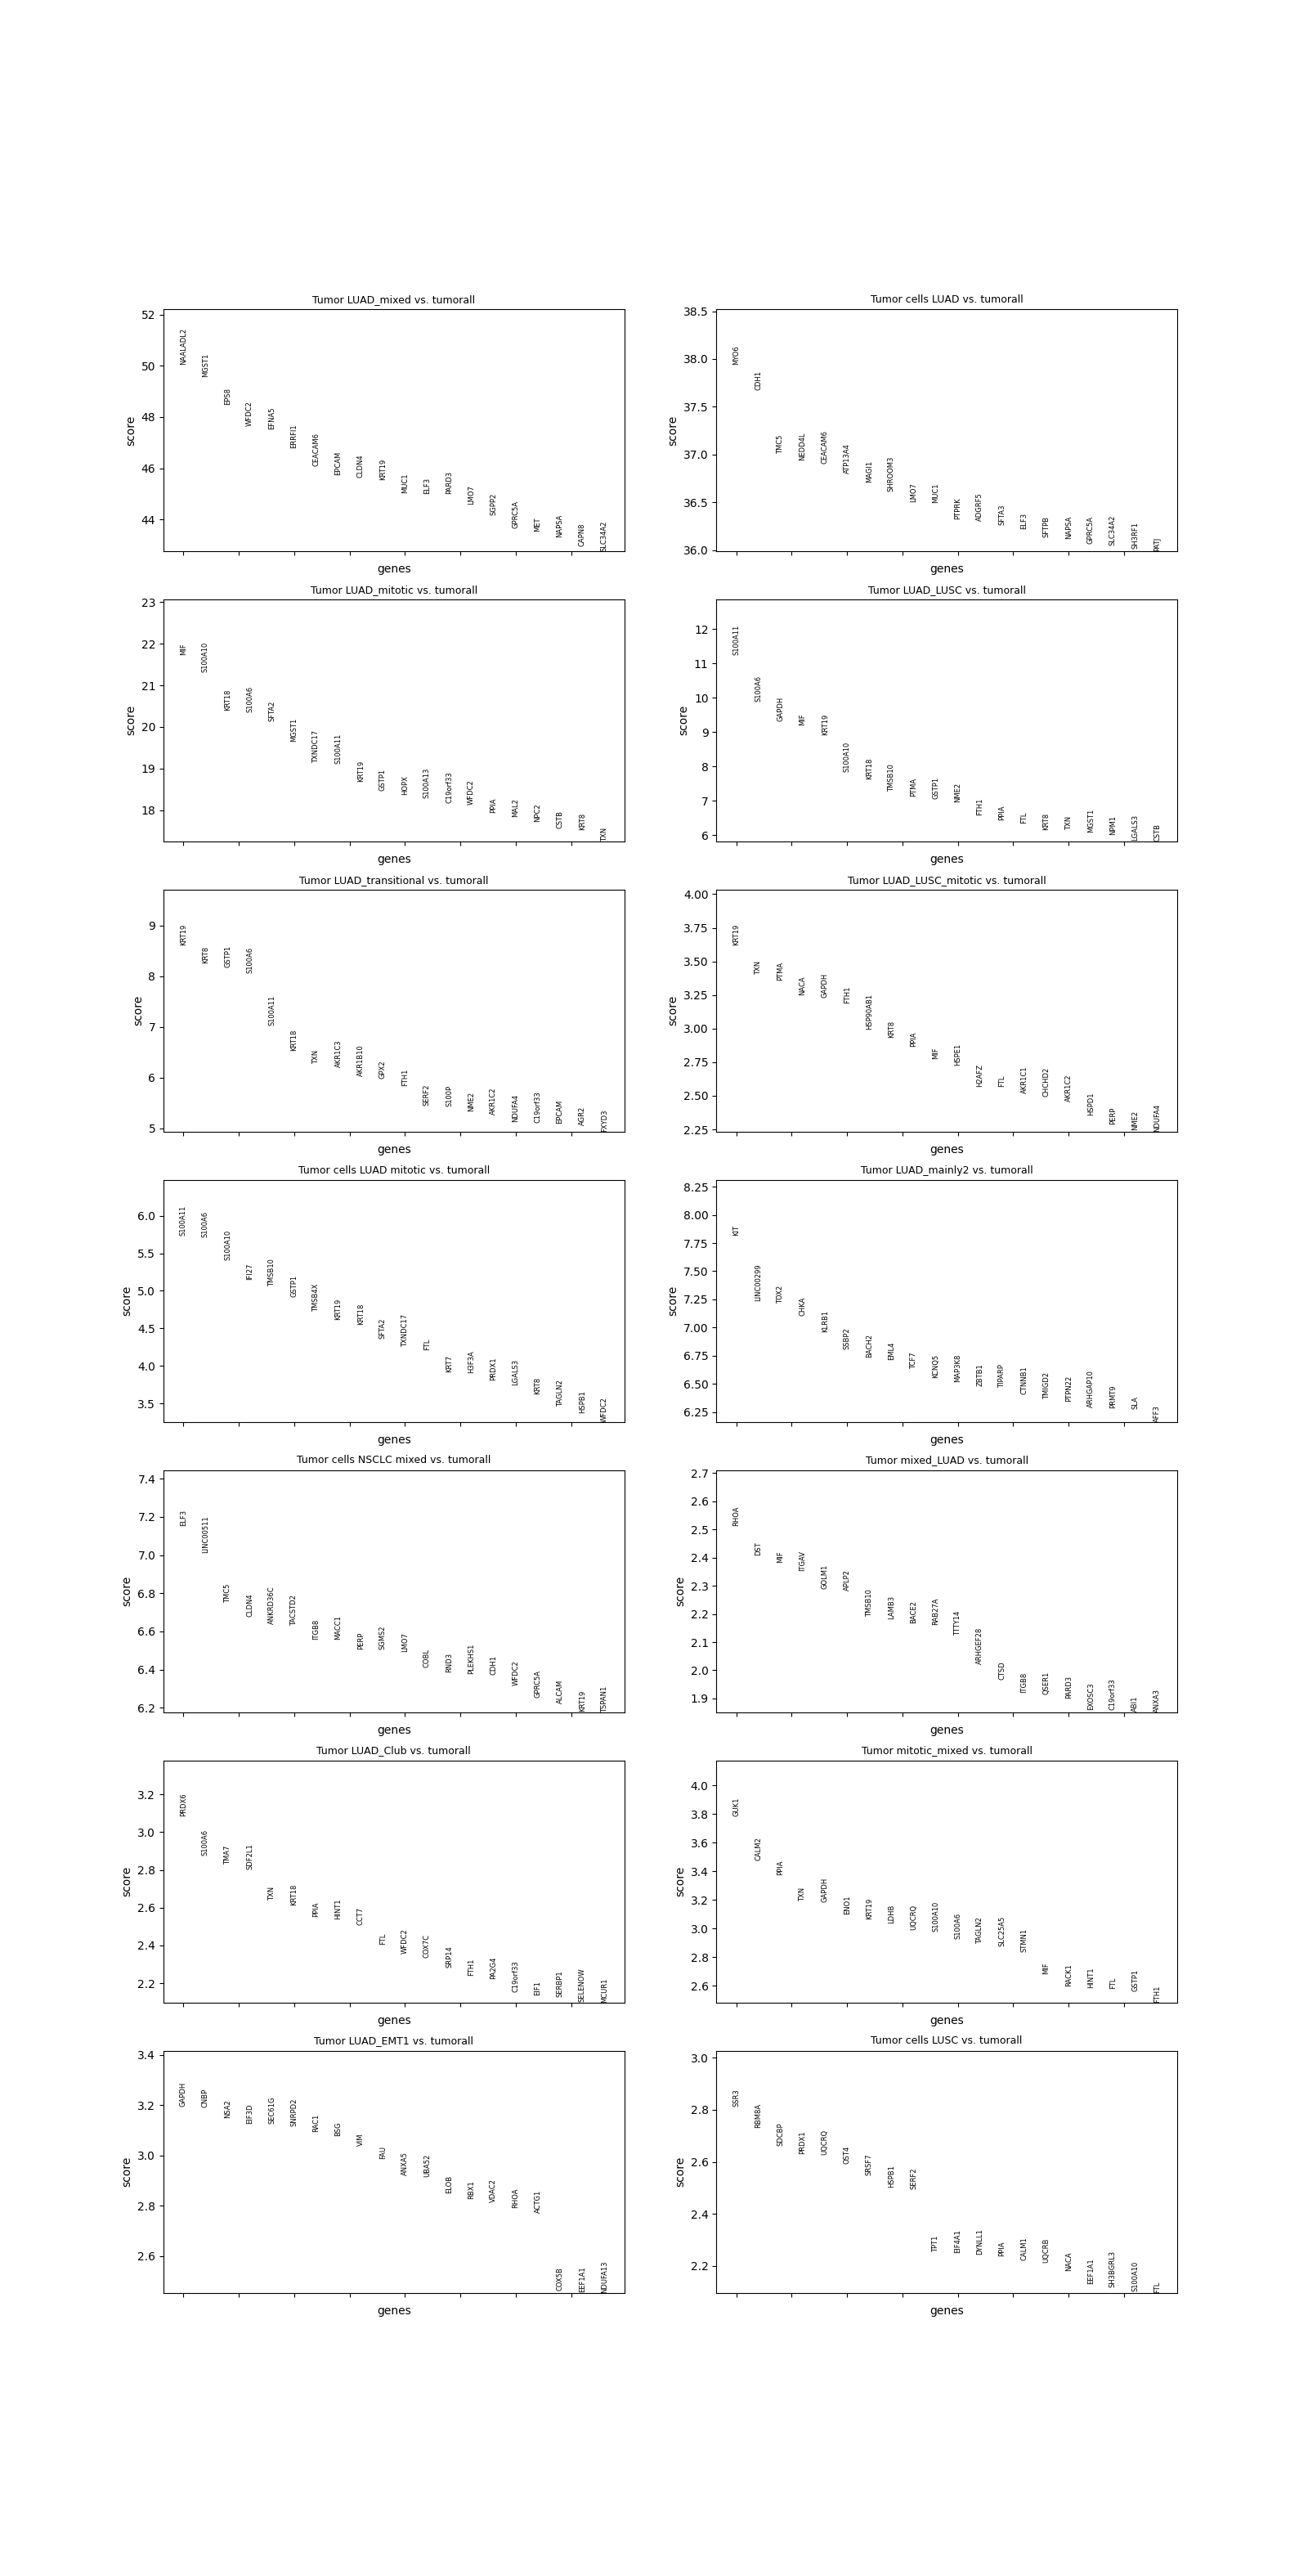 Tumor LUAD_mixed vs. tumorall
score
52
50
48
46
44
NAALADL2
MGST1
EPS8
WFDC2
EFNA5
ERRFI1
CEACAM6
EPCAM
CLDN4
KRT19
MUC1
ELF3
PARD3
LMO7
SGPP2
GPRC5A
MET
NAPSA
CAPN8
SLC34A2
genes
Tumor cells LUAD vs. tumorall
score
38.5
38.0
37.5
37.0
36.5
36.0
MYO6
CDH1
TMC5
NEDD4L
CEACAM6
ATP13A4
MAGI1
SHROOM3
LMO7
MUC1
PTPRK
ADGRF5
SFTA3
ELF3
SFTPB
NAPSA
GPRC5A
SLC34A2
SH3RF1
PATJ
genes
Tumor LUAD_mitotic vs. tumorall
score
23
22
21
20
19
18
MIF
S100A10
KRT18
S100A6
SFTA2
MGST1
TXNDC17
S100A11
KRT19
GSTP1
HOPX
S100A13
C19orf33
WFDC2
PPIA
MAL2
NPC2
CSTB
KRT8
TXN
genes
Tumor LUAD_LUSC vs. tumorall
score
12
11
10
9
8
7
6
S100A11
S100A6
GAPDH
MIF
KRT19
S100A10
KRT18
TMSB10
PTMA
GSTP1
NME2
FTH1
PPIA
FTL
KRT8
TXN
MGST1
NPM1
LGALS3
CSTB
genes
Tumor LUAD_transitional vs. tumorall
score
9
8
7
6
5
KRT19
KRT8
GSTP1
S100A6
S100A11
KRT18
TXN
AKR1C3
AKR1B10
GPX2
FTH1
SERF2
S100P
NME2
AKR1C2
NDUFA4
C19orf33
EPCAM
AGR2
FXYD3
genes
Tumor LUAD_LUSC_mitotic vs. tumorall
score
4.00
3.75
3.50
3.25
3.00
2.75
2.50
2.25
KRT19
TXN
PTMA
NACA
GAPDH
FTH1
HSP90AB1
KRT8
PPIA
MIF
HSPE1
H2AFZ
FTL
AKR1C1
CHCHD2
AKR1C2
HSPD1
PERP
NME2
NDUFA4
genes
Tumor cells LUAD mitotic vs. tumorall
score
6.0
5.5
5.0
4.5
4.0
3.5
S100A11
S100A6
S100A10
IFI27
TMSB10
GSTP1
TMSB4X
KRT19
KRT18
SFTA2
TXNDC17
FTL
KRT7
H3F3A
PRDX1
LGALS3
KRT8
TAGLN2
HSPB1
WFDC2
genes
Tumor LUAD_mainly2 vs. tumorall
score
8.25
8.00
7.75
7.50
7.25
7.00
6.75
6.50
6.25
KIT
LINC00299
TOX2
CHKA
KLRB1
SSBP2
BACH2
EML4
TCF7
KCNQ5
MAP3K8
ZBTB1
TIPARP
CTNNB1
TMIGD2
PTPN22
ARHGAP10
PRMT9
SLA
AFF3
genes
Tumor cells NSCLC mixed vs. tumorall
score
7.4
7.2
7.0
6.8
6.6
6.4
6.2
ELF3
LINC00511
TMC5
CLDN4
ANKRD36C
TACSTD2
ITGB8
MACC1
PERP
SGMS2
LMO7
COBL
RND3
PLEKHS1
CDH1
WFDC2
GPRC5A
ALCAM
KRT19
TSPAN1
genes
Tumor mixed_LUAD vs. tumorall
score
2.7
2.6
2.5
2.4
2.3
2.2
2.1
2.0
1.9
RHOA
DST
MIF
ITGAV
GOLM1
APLP2
TMSB10
LAMB3
BACE2
RAB27A
TTTY14
ARHGEF28
CTSD
ITGB8
QSER1
PARD3
EXOSC3
C19orf33
ABI1
ANXA3
genes
Tumor LUAD_Club vs. tumorall
score
3.2
3.0
2.8
2.6
2.4
2.2
PRDX6
S100A6
TMA7
SDF2L1
TXN
KRT18
PPIA
HINT1
CCT7
FTL
WFDC2
COX7C
SRP14
FTH1
PA2G4
C19orf33
EIF1
SERBP1
SELENOW
MCUR1
genes
Tumor mitotic_mixed vs. tumorall
score
4.0
3.8
3.6
3.4
3.2
3.0
2.8
2.6
GUK1
CALM2
PPIA
TXN
GAPDH
ENO1
KRT19
LDHB
UQCRQ
S100A10
S100A6
TAGLN2
SLC25A5
STMN1
MIF
RACK1
HINT1
FTL
GSTP1
FTH1
genes
Tumor LUAD_EMT1 vs. tumorall
score
3.4
3.2
3.0
2.8
2.6
GAPDH
CNBP
NSA2
EIF3D
SEC61G
SNRPD2
RAC1
BSG
VIM
FAU
ANXA5
UBA52
ELOB
RBX1
VDAC2
RHOA
ACTG1
COX5B
EEF1A1
NDUFA13
genes
Tumor cells LUSC vs. tumorall
score
3.0
2.8
2.6
2.4
2.2
SSR3
RBM8A
SDCBP
PRDX1
UQCRQ
OST4
SRSF7
HSPB1
SERF2
TPT1
EIF4A1
DYNLL1
PPIA
CALM1
UQCRB
NACA
EEF1A1
SH3BGRL3
S100A10
FTL
genes